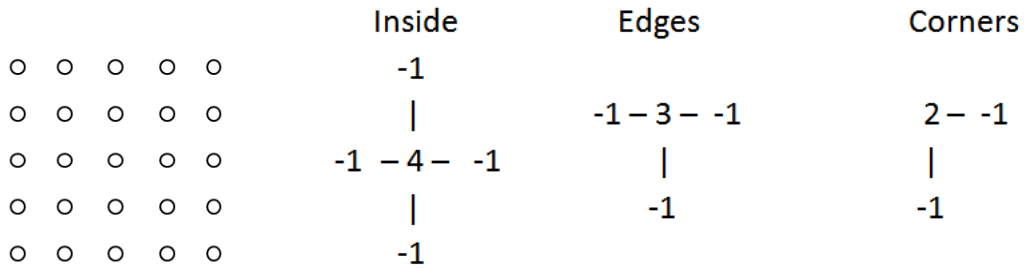 Inside Edges Corners
-1
| -1 – 3 – -1 2 – -1
-1 – 4 – -1 | |
| -1 -1
-1